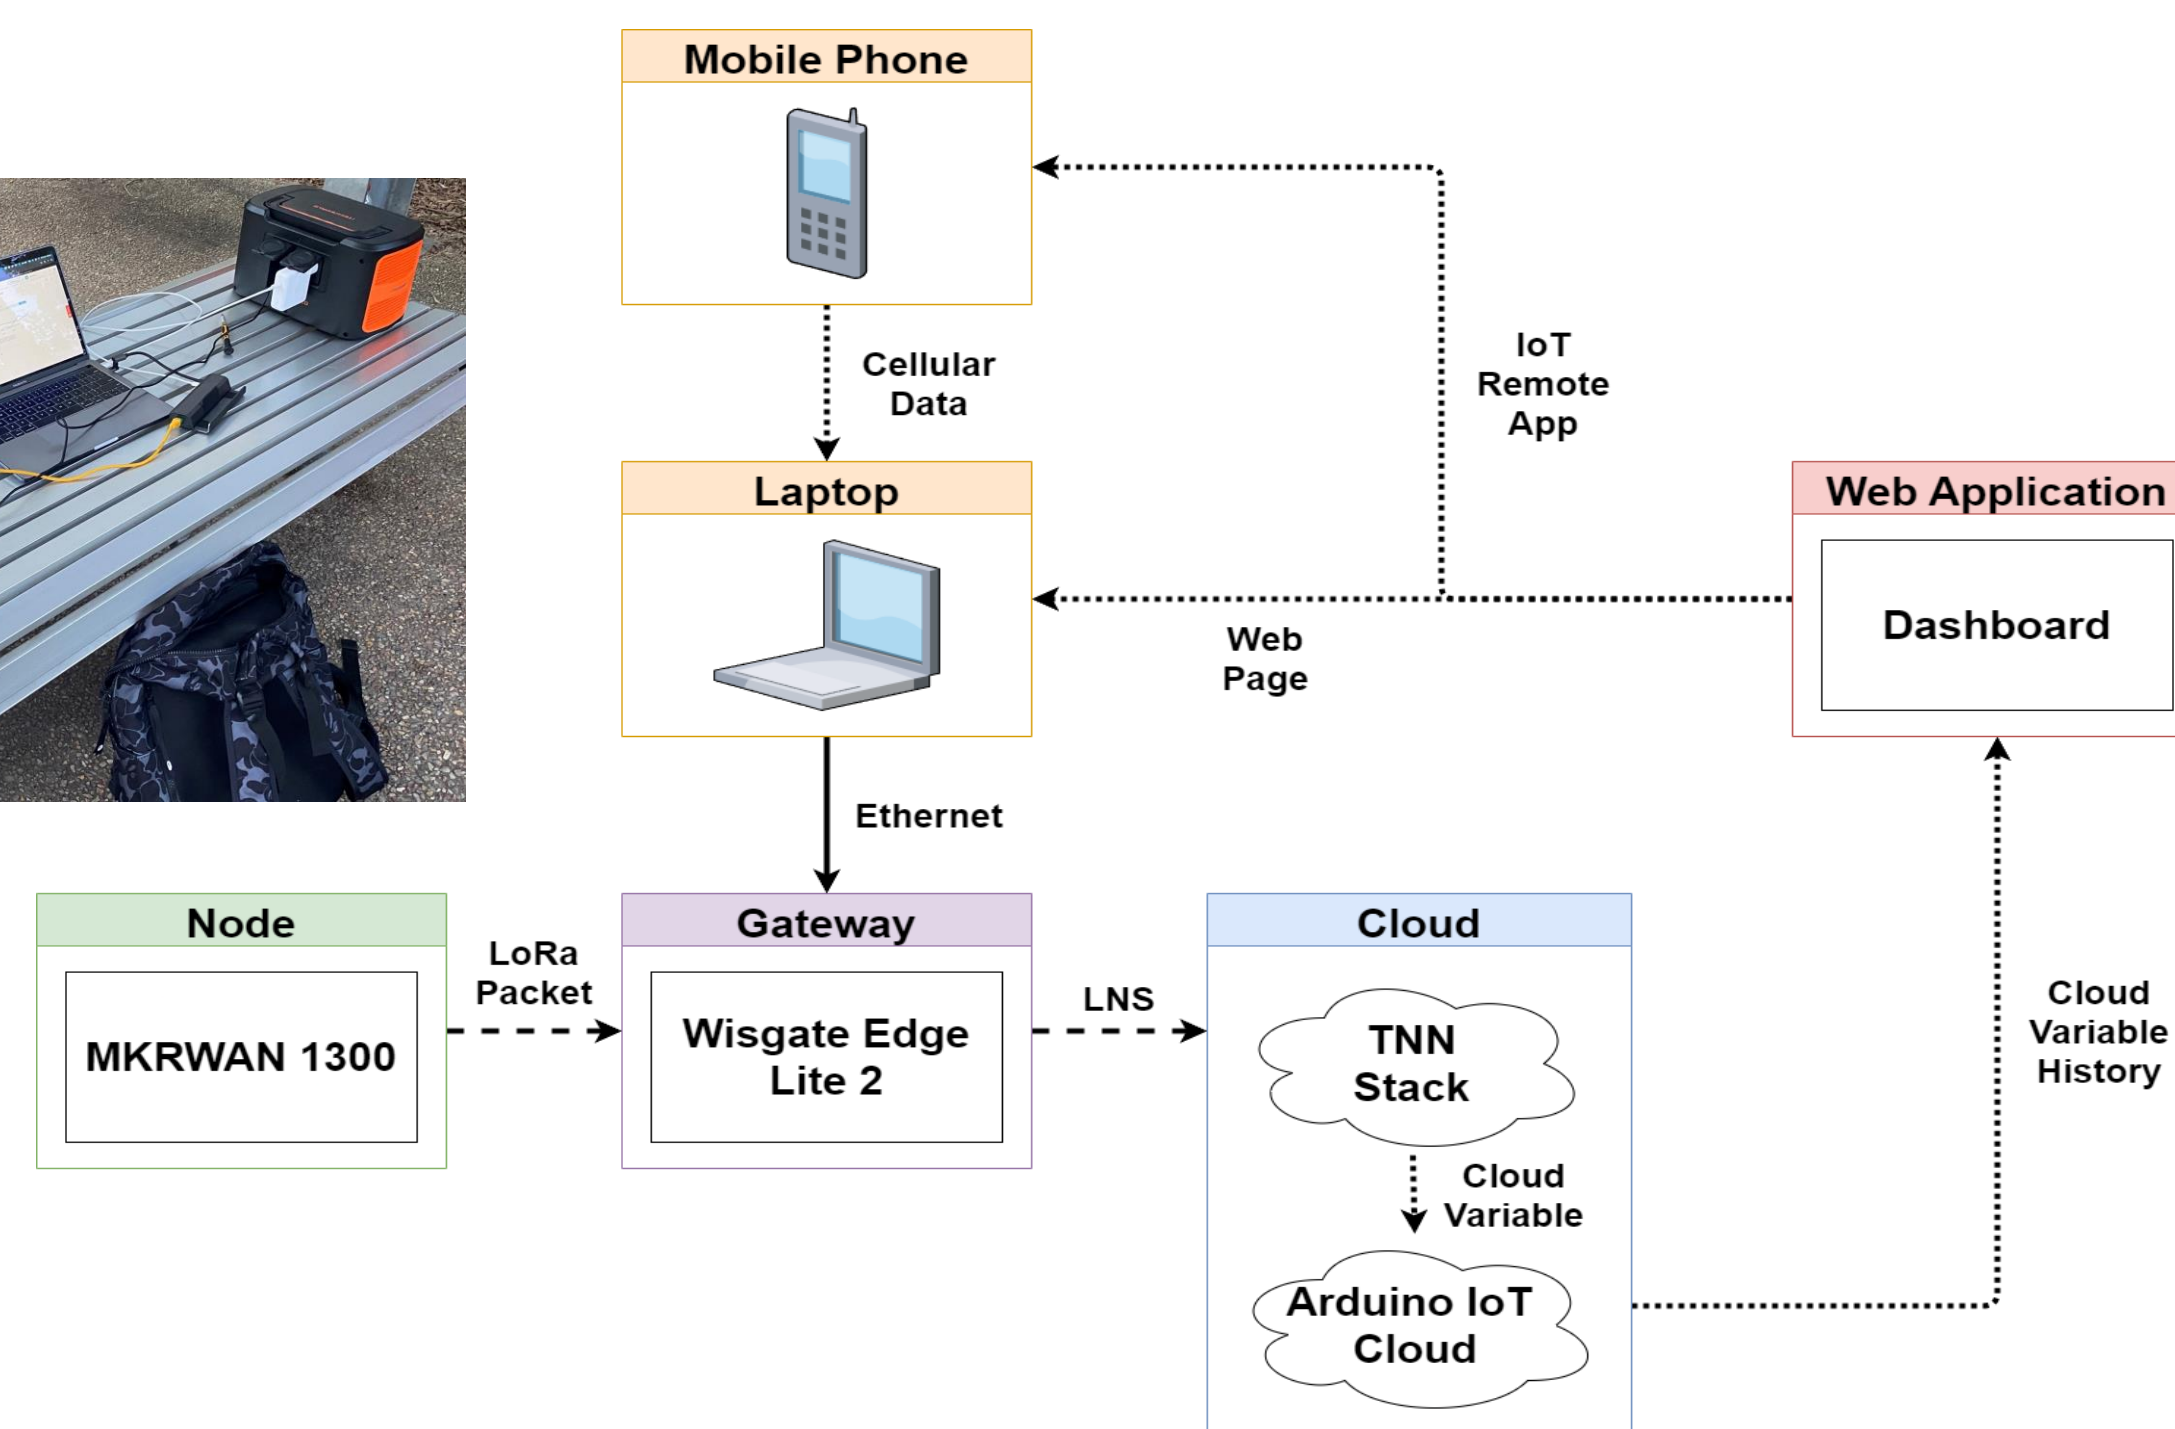 Mobile Phone
Cellular
Data
IoT
Remote
App
Laptop
Web Application
Dashboard
Web
Page
Ethernet
Node
MKRWAN 1300
LoRa
Packet
Gateway
Wisgate Edge
Lite 2
LNS
Cloud
TNN
Stack
Cloud
Variable
Arduino IoT
Cloud
Cloud
Variable
History